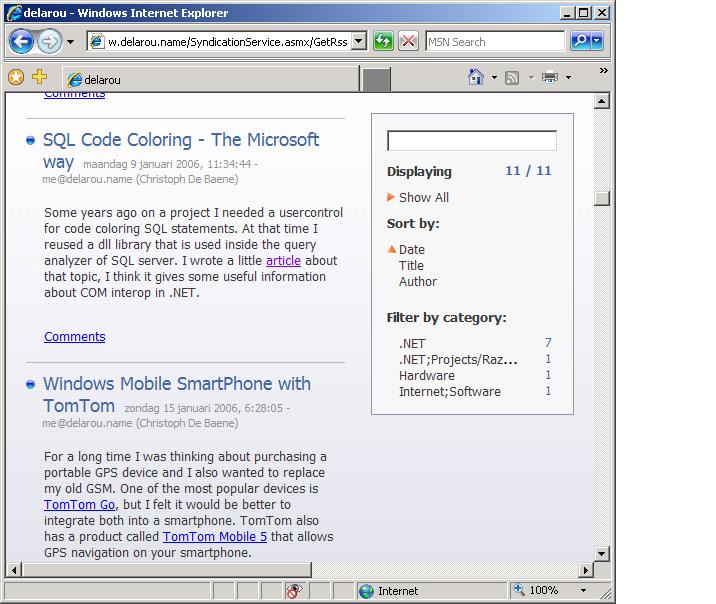 delarou - Windows Internet Explorer
w.delarou.name/SyndicationService.asmx/GetRss
MSN Search
delarou
»
Comments
SQL Code Coloring - The Microsoft
way maandag 9 januari 2006, 11:34:44 -
me@delarou.name (Christoph De Baene)
Some years ago on a project I needed a usercontrol
for code coloring SQL statements. At that time I
reused a dll library that is used inside the query
analyzer of SQL server. I wrote a little article about
that topic, I think it gives some useful information
about COM interop in .NET.
Comments
Windows Mobile SmartPhone with
TomTom zondag 15 januari 2006, 6:28:05 -
me@delarou.name (Christoph De Baene)
For a long time I was thinking about purchasing a
portable GPS device and I also wanted to replace
my old GSM. One of the most popular devices is
TomTom Go, but I felt it would be better to
integrate both into a smartphone. TomTom also
has a product called TomTom Mobile 5 that allows
GPS navigation on your smartphone.
Displaying 11 / 11
Show All
Sort by:
Date
Title
Author
Filter by category:
.NET 7
.NET;Projects/Raz... 1
Hardware 1
Internet;Software 1
Internet
100%